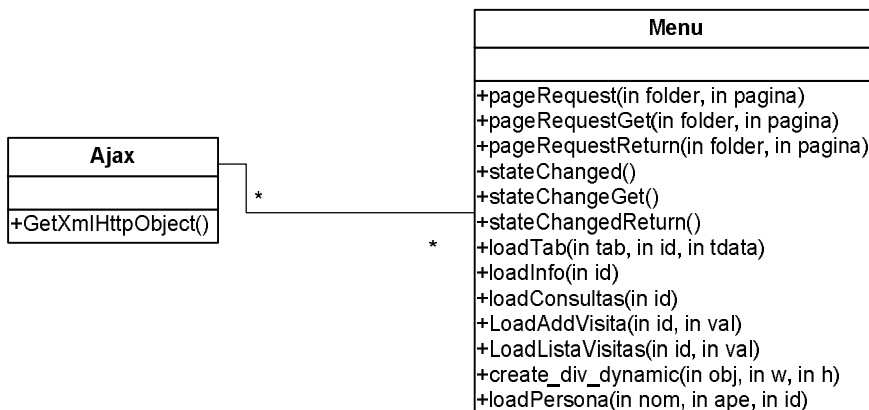 Menu
+pageRequest(in folder, in pagina)
+pageRequestGet(in folder, in pagina)
+pageRequestReturn(in folder, in pagina)
+stateChanged()
+stateChangeGet()
+stateChangedReturn()
+loadTab(in tab, in id, in tdata)
+loadInfo(in id)
+loadConsultas(in id)
+LoadAddVisita(in id, in val)
+LoadListaVisitas(in id, in val)
+create_div_dynamic(in obj, in w, in h)
+loadPersona(in nom, in ape, in id)
Ajax
+GetXmlHttpObject()
*
*